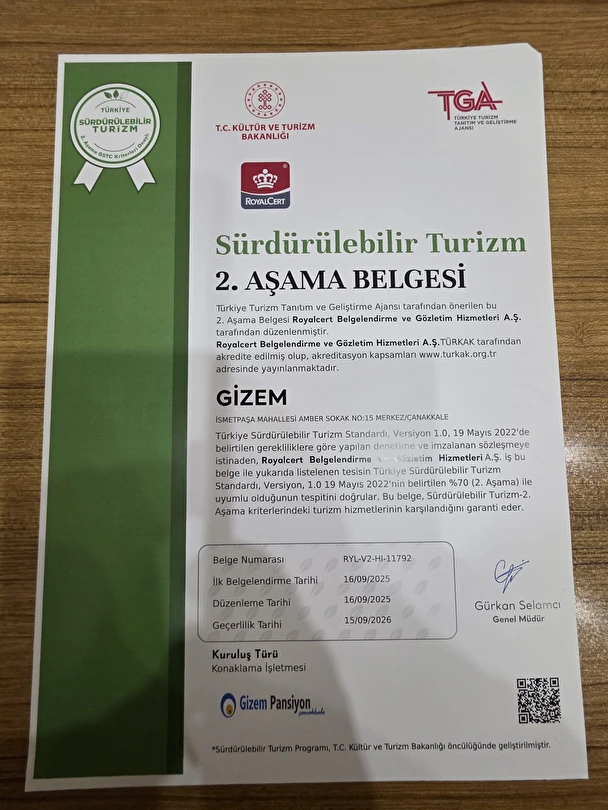 TÜRKİYE
SÜRDÜRÜLEBİLİR
TURİZM
2. Aşama GSTC Kriterleri Onaylı
T.C. KÜLTÜR VE TURİZM
BAKANLIĞI
TGA
TÜRKİYE TURİZM
TANITIM VE GELİŞTİRME
AJANSI
ROYALCERT
Sürdürülebilir Turizm
2. AŞAMA BELGESİ
Türkiye Turizm Tanıtım ve Geliştirme Ajansı tarafından önerilen bu
2. Aşama Belgesi Royalcert Belgelendirme ve Gözletim Hizmetleri A.Ş.
tarafından düzenlenmiştir.
Royalcert Belgelendirme ve Gözletim Hizmetleri A.Ş.TÜRKAK tarafından
akredite edilmiş olup, akreditasyon kapsamları www.turkak.org.tr
adresinde yayınlanmaktadır.
GİZEM
İSMETPAŞA MAHALLESİ AMBER SOKAK NO:15 MERKEZ/ÇANAKKALE
Türkiye Sürdürülebilir Turizm Standardı, Versiyon 1.0, 19 Mayıs 2022'de
belirtilen gerekliliklere göre yapılan denetime ve imzalanan sözleşmeye
istinaden, Royalcert Belgelendirme ve Gözletim Hizmetleri A.Ş. iş bu
belge ile yukarıda listelenen tesisin Türkiye Sürdürülebilir Turizm
Standardı, Versiyon, 1.0 19 Mayıs 2022'nin belirtilen %70 (2. Aşama) ile
uyumlu olduğunun tespitini doğrular. Bu belge, Sürdürülebilir Turizm-2.
Aşama kriterlerindeki turizm hizmetlerinin karşılandığını garanti eder.
Belge Numarası RYL-V2-HI-11792
İlk Belgelendirme Tarihi 16/09/2025
Düzenleme Tarihi 16/09/2025
Geçerlilik Tarihi 15/09/2026
Gürkan Selamcı
Genel Müdür
Kuruluş Türü
Konaklama İşletmesi
Gizem Pansiyon
çanakkale
*Sürdürülebilir Turizm Programı, T.C. Kültür ve Turizm Bakanlığı öncülüğünde geliştirilmiştir.